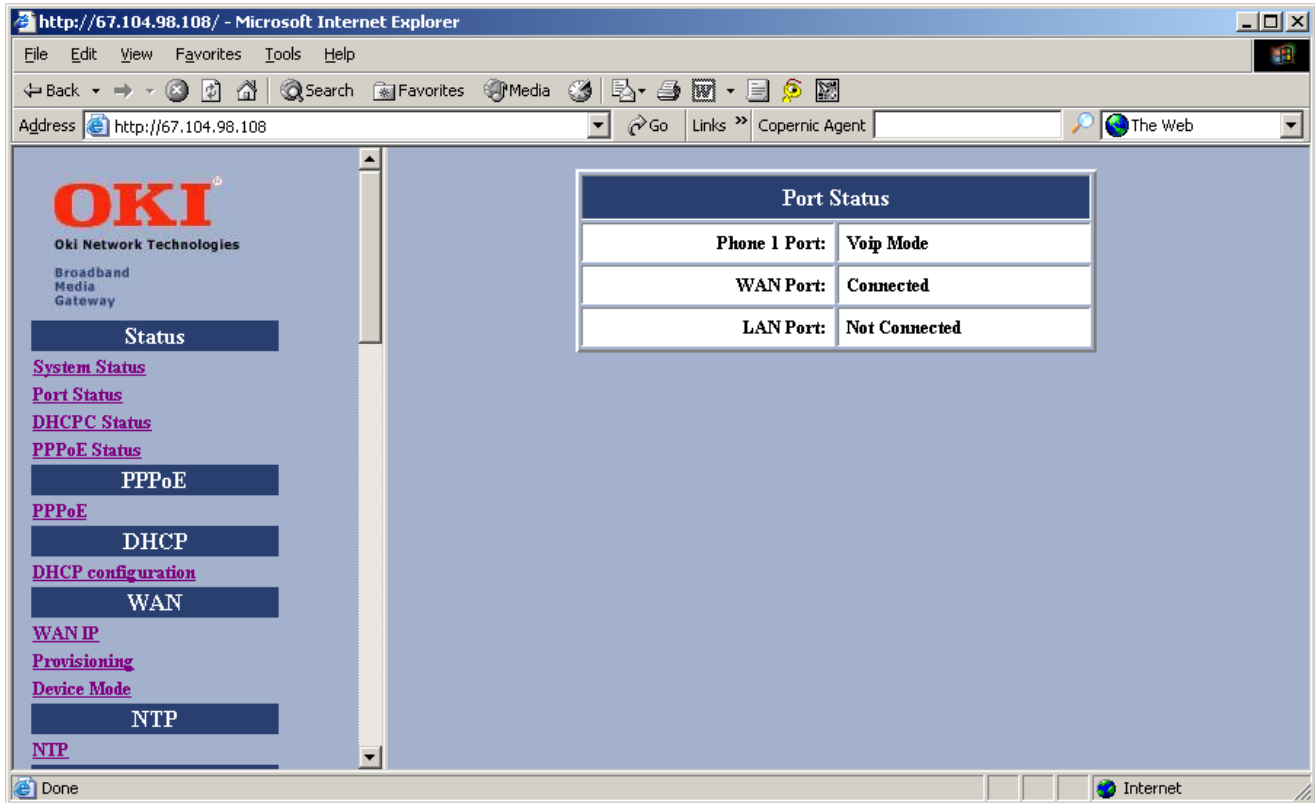 http://67.104.98.108/ - Microsoft Internet Explorer
File Edit View Favorites Tools Help
Back Search Favorites Media
Address http://67.104.98.108 Go Links » Copernic Agent The Web
OKI®
Oki Network Technologies
Broadband
Media
Gateway
Status
System Status
Port Status
DHCPC Status
PPPoE Status
PPPoE
PPPoE
DHCP
DHCP configuration
WAN
WAN IP
Provisioning
Device Mode
NTP
NTP
Port Status
Phone 1 Port: Voip Mode
WAN Port: Connected
LAN Port: Not Connected
Done Internet